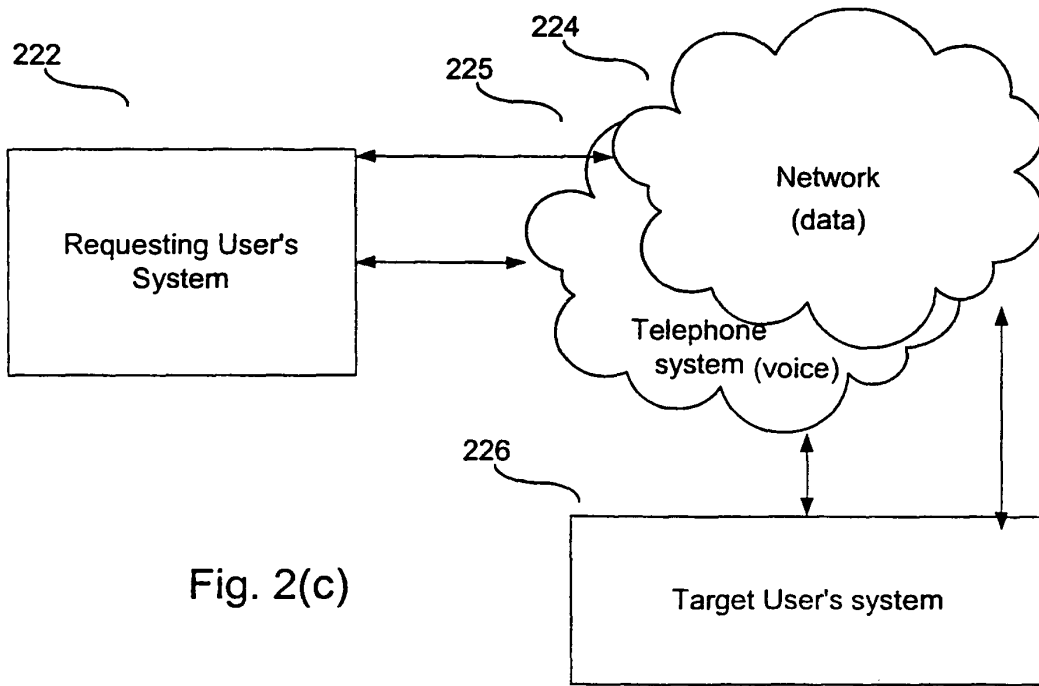 222
224
225
Network
(data)
Requesting User's
System
Telephone
system (voice)
226
Fig. 2(c)
Target User's system